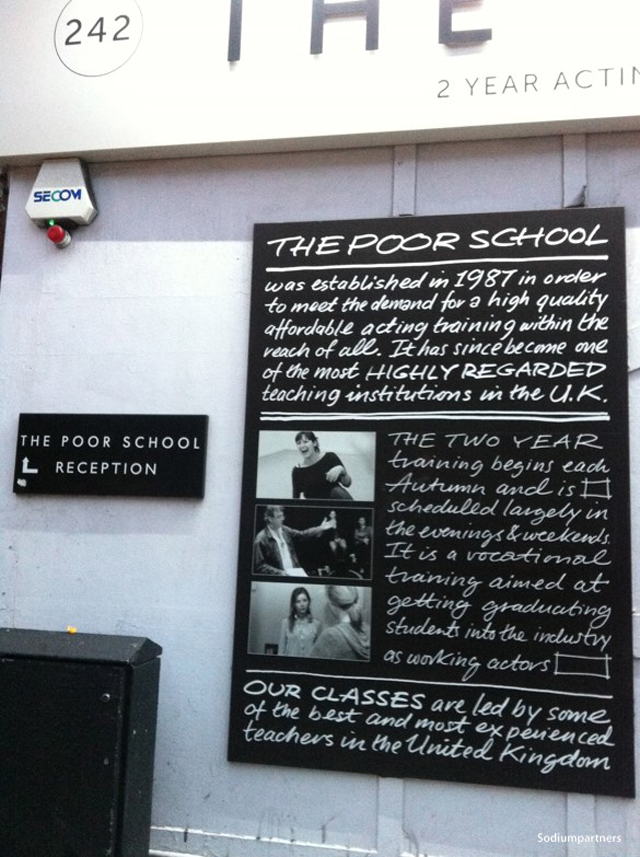 242
THE
2 YEAR ACTIN
SECOM
THE POOR SCHOOL
was established in 1987 in order
to meet the demand for a high quality
affordable acting training within the
reach of all. It has since become one
of the most HIGHLY REGARDED
teaching institutions in the U.K.
THE POOR SCHOOL
RECEPTION
THE TWO YEAR
training begins each
Autumn and is
scheduled largely in
the evenings & weekends.
It is a vocational
training aimed at
getting graduating
students into the industry
as working actors
OUR CLASSES are led by some
of the best and most experienced
teachers in the United Kingdom
Sodiumpartners